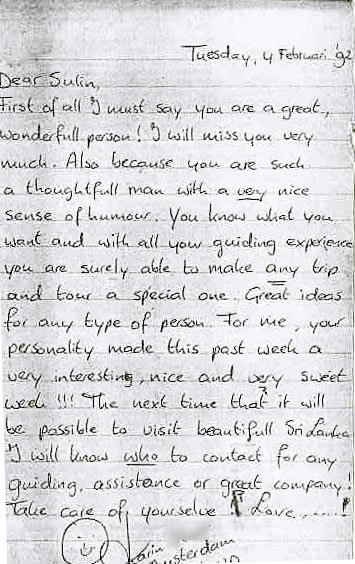 Tuesday, 4 Februari '92
Dear Sulin,
First of all I must say you are a great,
wonderfull person! I will miss you very
much. Also because you are such
a thoughtfull man with a very nice
sense of humour. You know what you
want and with all your guiding experience
you are surely able to make any trip
and tour a special one. Great ideas
for any type of person. For me, your
personality made this past week a
very interesting, nice and very sweet
week !!! The next time that it will
be possible to visit beautifull Sri Lanka
I will know who to contact for any
guiding, assistance or great company!
Take care of yourselve ! Love, .....!
Amsterdam